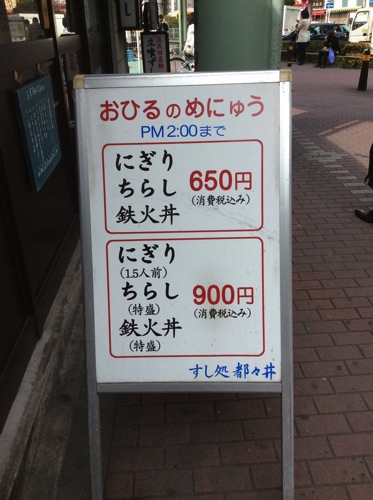 おひるのめにゅう
PM2:00まで
にぎり
ちらし 650円
(消費税込み)
鉄火丼
にぎり
(1.5人前)
ちらし 900円
(特盛) (消費税込み)
鉄火丼
(特盛)
すし処 都々井